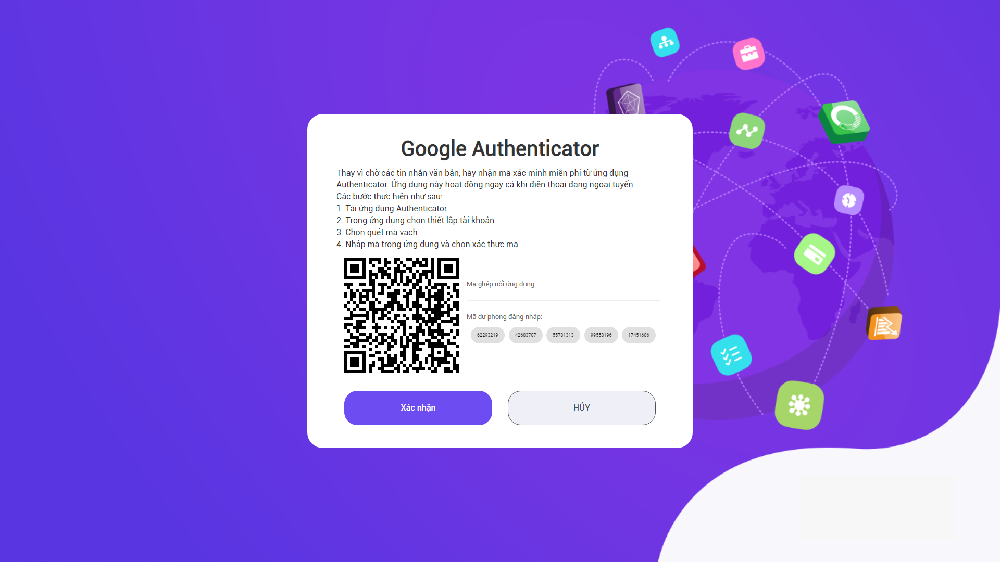 Google Authenticator
Thay vì chờ các tin nhắn văn bản, hãy nhận mã xác minh miễn phí từ ứng dụng
Authenticator. Ứng dụng này hoạt động ngay cả khi điện thoại đang ngoại tuyến
Các bước thực hiện như sau:
1. Tải ứng dụng Authenticator
2. Trong ứng dụng chọn thiết lập tài khoản
3. Chọn quét mã vạch
4. Nhập mã trong ứng dụng và chọn xác thực mã
Mã ghép nối ứng dụng
Mã dự phòng đăng nhập:
62293219 42683707 55781313 99558196 17451686
Xác nhận HỦY